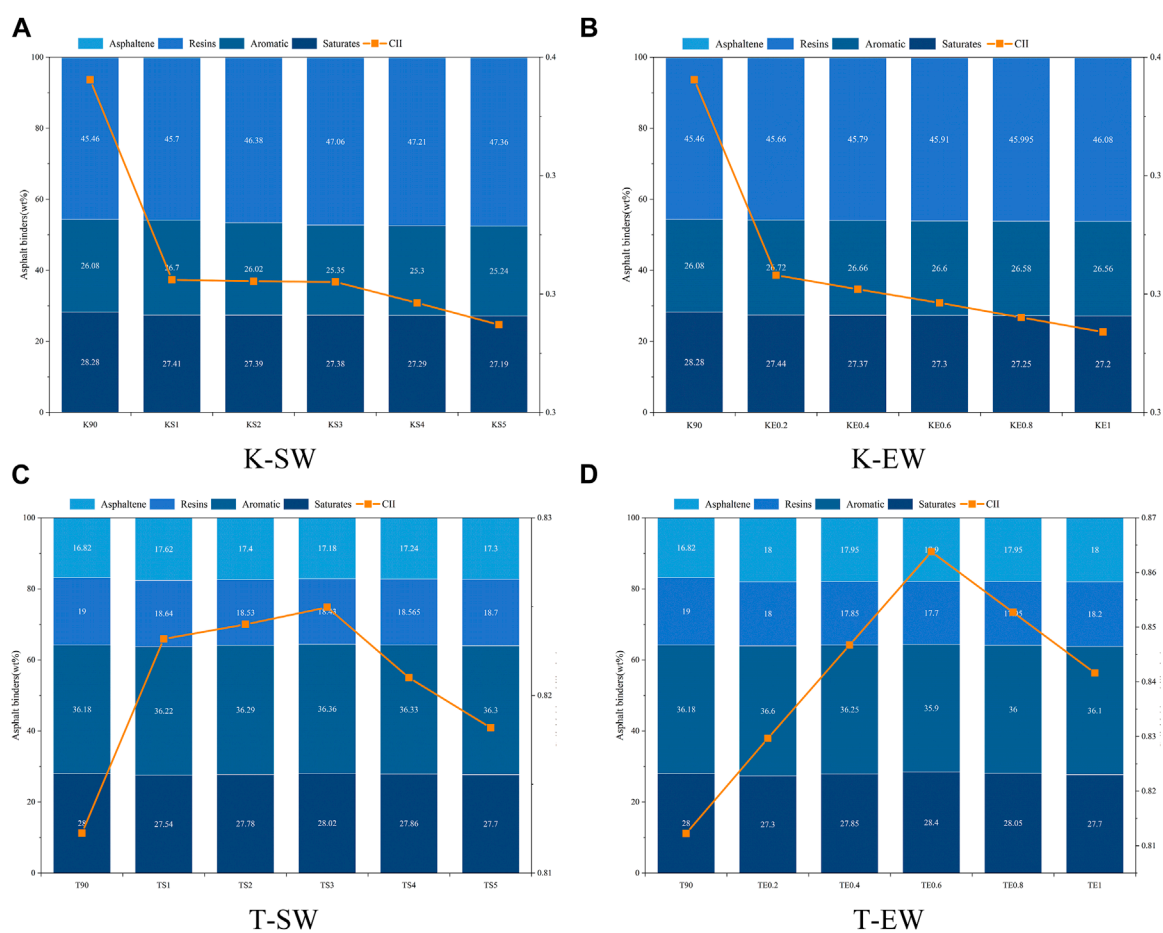 A
Asphaltene Resins Aromatic Saturates CII
100
80
60
40
20
0
Asphalt binders(wt%)
0.4
0.3
0.3
0.3
45.46 45.7 46.38 47.06 47.21 47.36
26.08 26.7 26.02 25.35 25.3 25.24
28.28 27.41 27.39 27.38 27.29 27.19
K90 KS1 KS2 KS3 KS4 KS5
K-SW
B
Asphaltene Resins Aromatic Saturates CII
100
80
60
40
20
0
Asphalt binders(wt%)
0.4
0.3
0.3
0.3
45.46 45.66 45.79 45.91 45.995 46.08
26.08 26.72 26.66 26.6 26.58 26.56
28.28 27.44 27.37 27.3 27.25 27.2
K90 KE0.2 KE0.4 KE0.6 KE0.8 KE1
K-EW
C
Asphaltene Resins Aromatic Saturates CII
100
80
60
40
20
0
Asphalt binders(wt%)
0.83
0.82
0.81
16.82 17.62 17.4 17.18 17.24 17.3
19 18.64 18.53 18.43 18.565 18.7
36.18 36.22 36.29 36.36 36.33 36.3
28 27.54 27.78 28.02 27.86 27.7
T90 TS1 TS2 TS3 TS4 TS5
T-SW
D
Asphaltene Resins Aromatic Saturates CII
100
80
60
40
20
0
Asphalt binders(wt%)
0.87
0.86
0.85
0.84
0.83
0.82
0.81
16.82 18 17.95 17.95 18
19 18 17.85 17.7 18.2
36.18 36.6 36.25 35.9 36 36.1
28 27.3 27.85 28.4 28.05 27.7
T90 TE0.2 TE0.4 TE0.6 TE0.8 TE1
T-EW